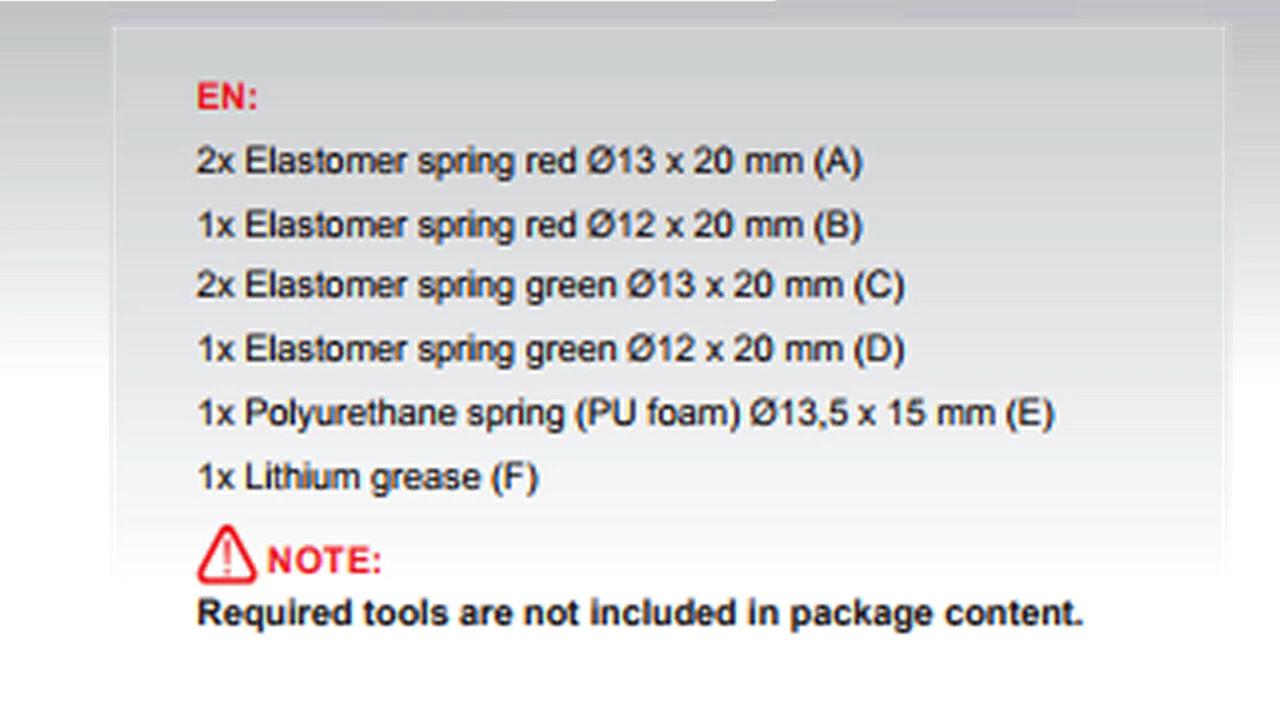 EN:
2x Elastomer spring red Ø13 x 20 mm (A)
1x Elastomer spring red Ø12 x 20 mm (B)
2x Elastomer spring green Ø13 x 20 mm (C)
1x Elastomer spring green Ø12 x 20 mm (D)
1x Polyurethane spring (PU foam) Ø13,5 x 15 mm (E)
1x Lithium grease (F)
NOTE:
Required tools are not included in package content.